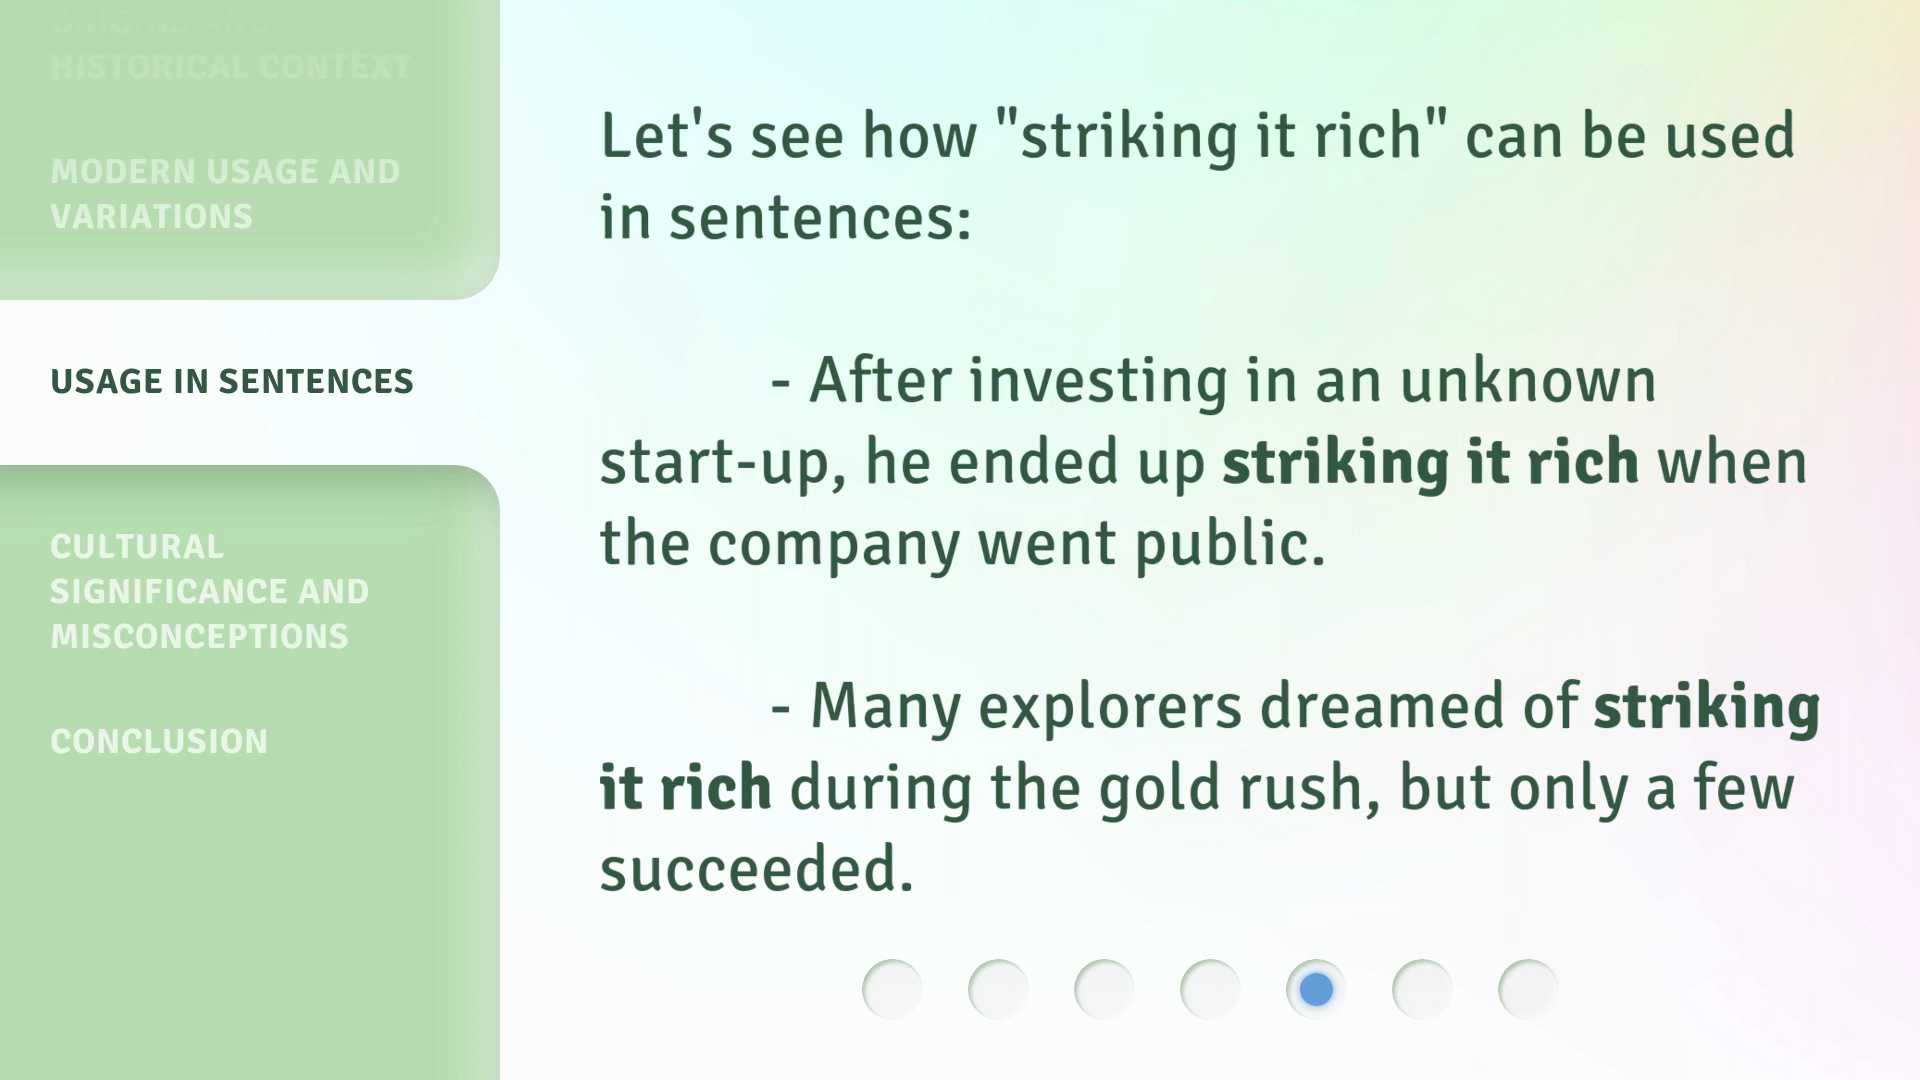 ORIGINS AND
HISTORICAL CONTEXT
MODERN USAGE AND
VARIATIONS
USAGE IN SENTENCES
CULTURAL
SIGNIFICANCE AND
MISCONCEPTIONS
CONCLUSION
Let's see how "striking it rich" can be used
in sentences:
- After investing in an unknown
start-up, he ended up striking it rich when
the company went public.
- Many explorers dreamed of striking
it rich during the gold rush, but only a few
succeeded.